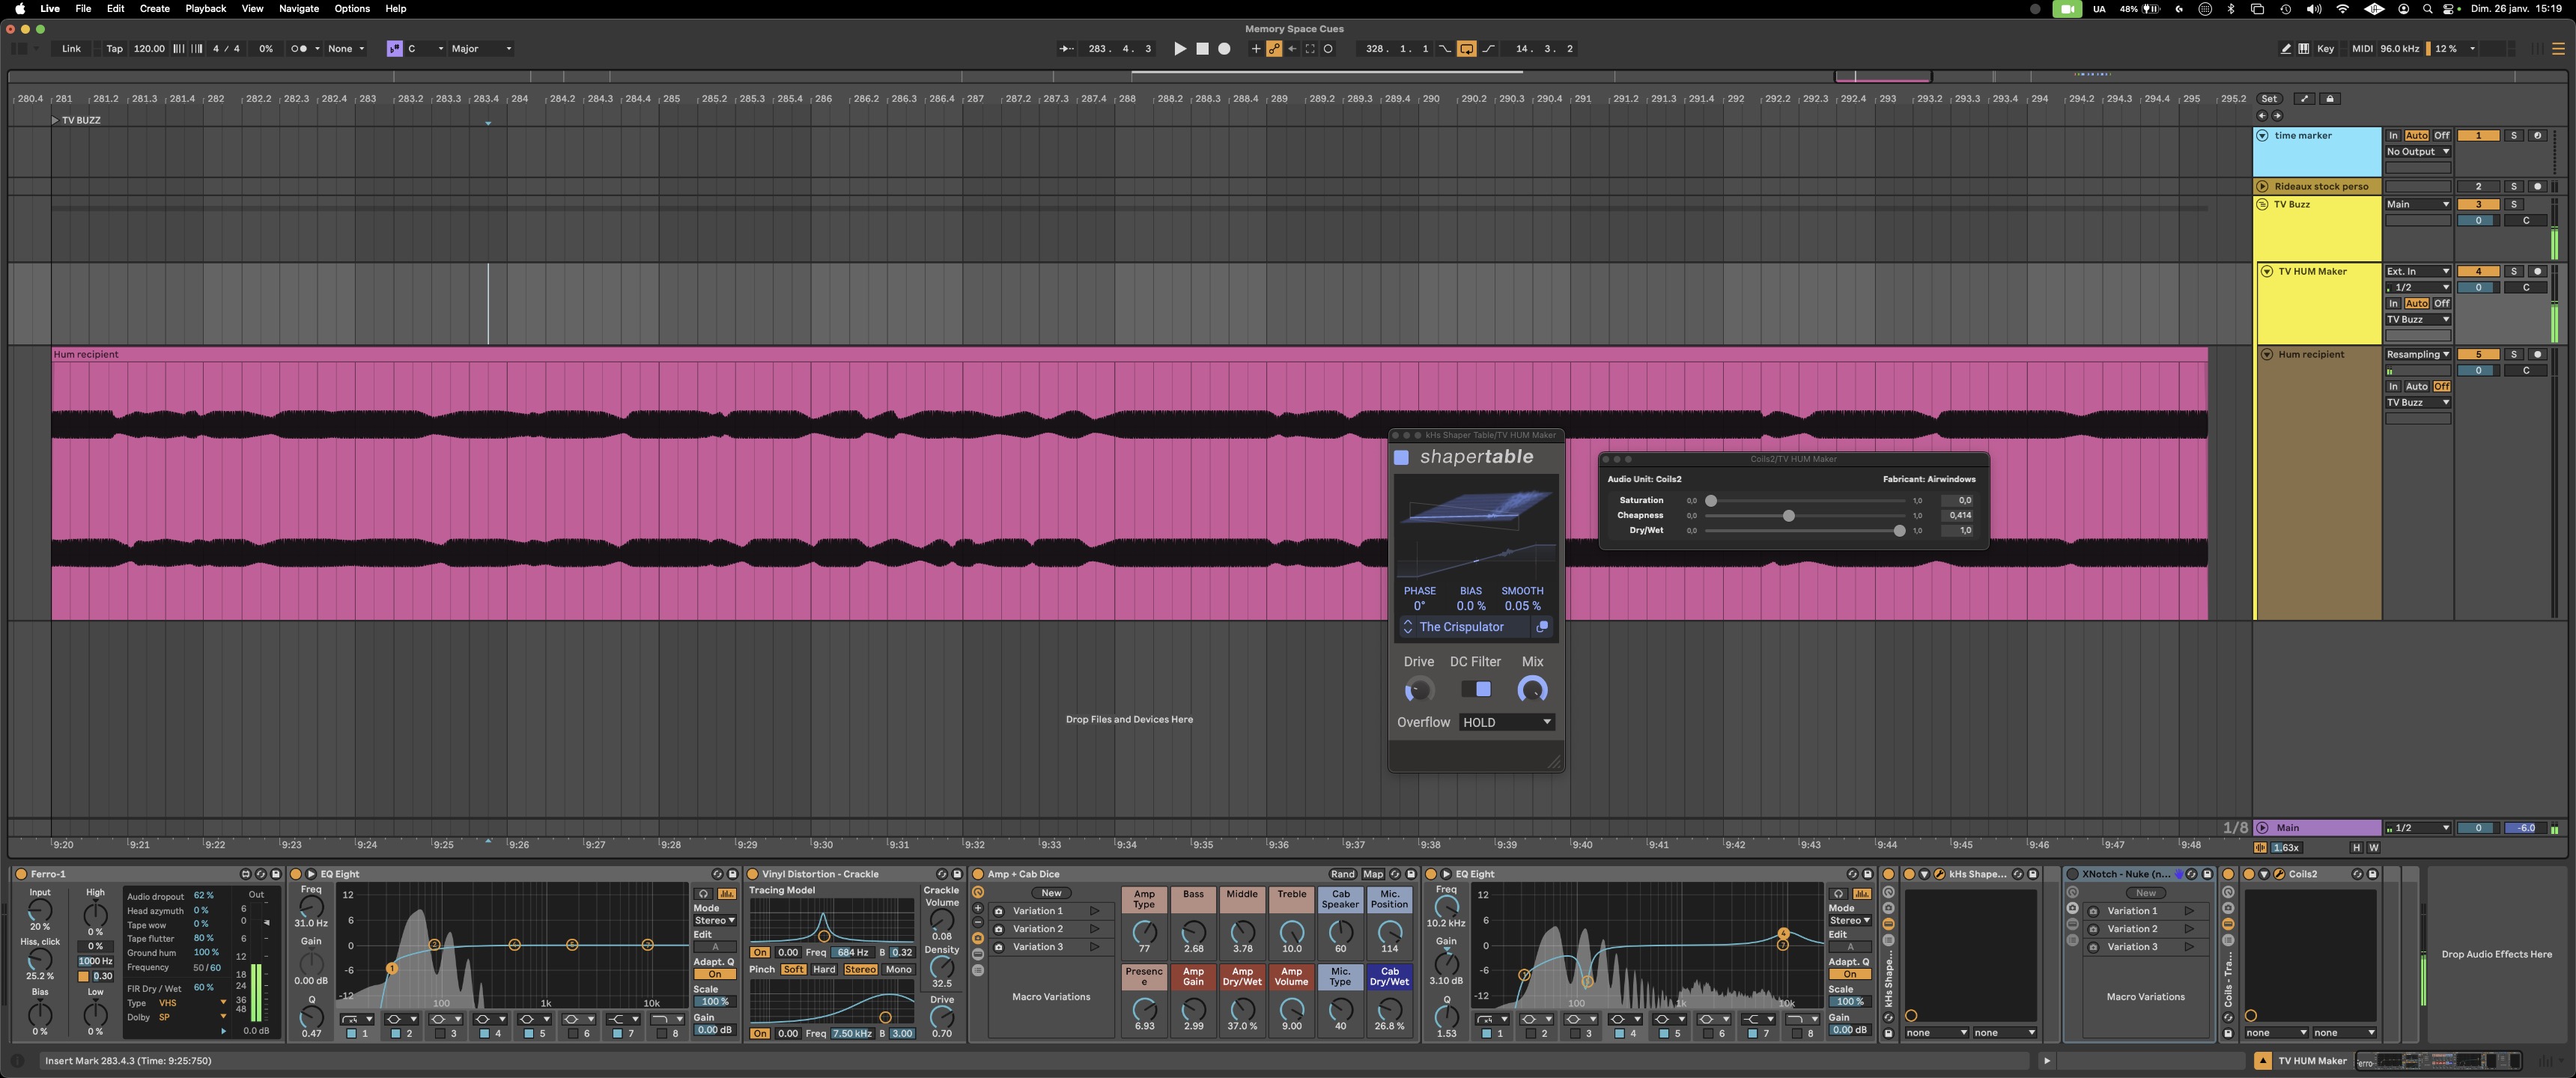 Live File Edit Create Playback View Navigate Options Help UA 48% Dim. 26 janv. 15:19
Memory Space Cues
Link Tap 120.00 4 / 4 0% None C Major 283. 4. 3 328. 1. 1 14. 3. 2 Key MIDI 96.0 kHz 12 %
280.4 281 281.2 281.3 281.4 282 282.2 282.3 282.4 283 283.2 283.3 283.4 284 284.2 284.3 284.4 285 285.2 285.3 285.4 286 286.2 286.3 286.4 287 287.2 287.3 287.4 288 288.2 288.3 288.4 289 289.2 289.3 289.4 290 290.2 290.3 290.4 291 291.2 291.3 291.4 292 292.2 292.3 292.4 293 293.2 293.3 293.4 294 294.2 294.3 294.4 295 295.2 Set
TV BUZZ
time marker In Auto Off 1 S
No Output
Rideaux stock perso 2 S
TV Buzz Main 3 S
0 C
TV HUM Maker Ext. In 4 S
1/2 0 C
In Auto Off
TV Buzz
Hum recipient
Hum recipient Resampling 5 S
0 C
In Auto Off
TV Buzz
kHs Shaper Table/TV HUM Maker
shapertable
PHASE BIAS SMOOTH
0° 0.0 % 0.05 %
The Crispulator
Drive DC Filter Mix
Overflow HOLD
Coils2/TV HUM Maker
Audio Unit: Coils2 Fabricant: Airwindows
Saturation 0,0 1,0 0,0
Cheapness 0,0 1,0 0,414
Dry/Wet 0,0 1,0 1,0
Drop Files and Devices Here
1/8 Main 1/2 0 -6.0
9:20 9:21 9:22 9:23 9:24 9:25 9:26 9:27 9:28 9:29 9:30 9:31 9:32 9:33 9:34 9:35 9:36 9:37 9:38 9:39 9:40 9:41 9:42 9:43 9:44 9:45 9:46 9:47 9:48 1.63x H W
Ferro-1
Input High
20 % 0 %
Hiss, click 0 %
1000 Hz
25.2 % 0.30
Bias Low
0 % 0 %
Audio dropout 62 %
Head azymuth 0 %
Tape wow 0 %
Tape flutter 80 %
Ground hum 100 %
Frequency 50 / 60
FIR Dry / Wet 60 %
Type VHS
Dolby SP
Out
6
0
6
12
18
24
36
48
0.0 dB
EQ Eight
Freq
31.0 Hz
Gain
0.00 dB
Q
0.47
12
6
0
-6
-12
100 1k 10k
1 2 3 4 5 6 7 8
Mode
Stereo
Edit
A
Adapt. Q
On
Scale
100 %
Gain
0.00 dB
Vinyl Distortion - Crackle
Tracing Model
On 0.00 Freq 684 Hz B 0.32
Pinch Soft Hard Stereo Mono
On 0.00 Freq 7.50 kHz B 3.00
Crackle
Volume
0.08
Density
32.5
Drive
0.70
Amp + Cab Dice Rand Map
New
Variation 1
Variation 2
Variation 3
Macro Variations
Amp Type Bass Middle Treble Cab Speaker Mic. Position
77 2.68 3.78 10.0 60 114
Presence Amp Gain Amp Dry/Wet Amp Volume Mic. Type Cab Dry/Wet
6.93 2.99 37.0 % 9.00 40 26.8 %
EQ Eight
Freq
10.2 kHz
Gain
3.10 dB
Q
1.53
12
6
0
-6
-12
100 1k 10k
1 2 3 4 5 6 7 8
Mode
Stereo
Edit
A
Adapt. Q
On
Scale
100 %
Gain
0.00 dB
kHs Shape...
kHs Shape...
none none
XNotch - Nuke (n...
New
Variation 1
Variation 2
Variation 3
Macro Variations
Coils - Tra...
Coils2
none none
Drop Audio Effects Here
Insert Mark 283.4.3 (Time: 9:25:750) TV HUM Maker